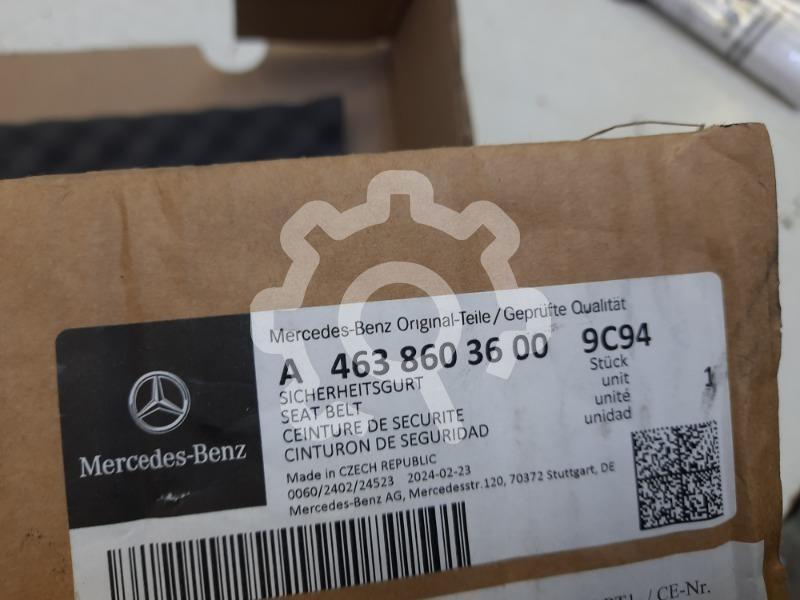 Mercedes-Benz Original-Teile/Geprüfte Qualität
A 463 860 36 00 9C94
SICHERHEITSGURT
SEAT BELT
CEINTURE DE SECURITE
CINTURON DE SEGURIDAD
Stück
unit
unité
unidad
1
Mercedes-Benz
Made in CZECH REPUBLIC
0060/2402/24523 2024-02-23
Mercedes-Benz AG, Mercedesstr.120, 70372 Stuttgart, DE
/ CE-Nr.